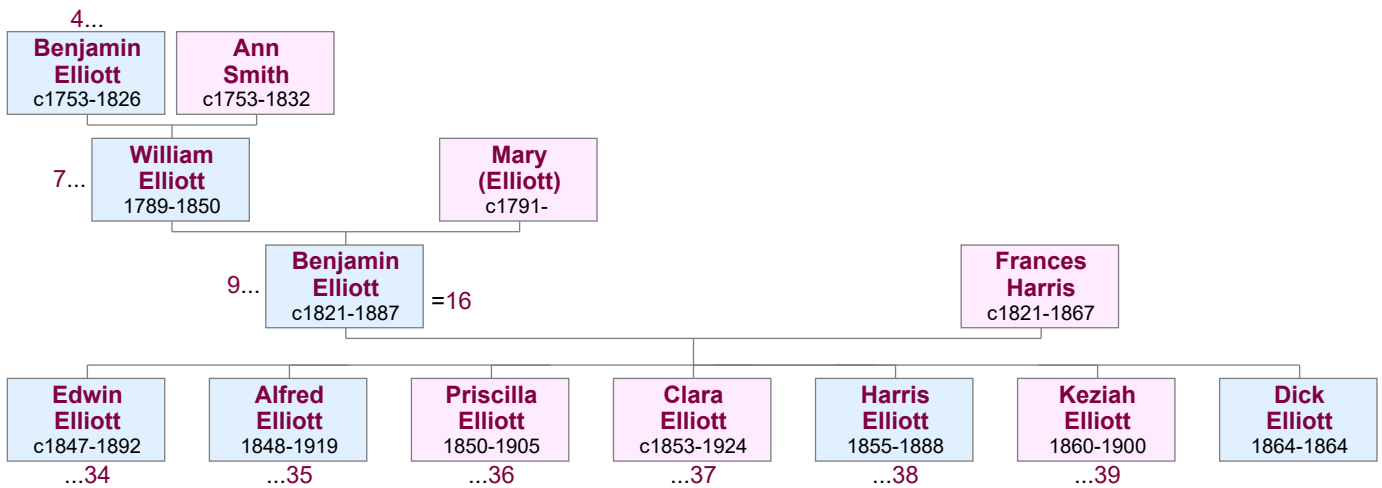 4...
Benjamin
Elliott
c1753-1826
Ann
Smith
c1753-1832
7...
William
Elliott
1789-1850
Mary
(Elliott)
c1791-
9...
Benjamin
Elliott
c1821-1887
=16
Frances
Harris
c1821-1867
Edwin
Elliott
c1847-1892
...34
Alfred
Elliott
1848-1919
...35
Priscilla
Elliott
1850-1905
...36
Clara
Elliott
c1853-1924
...37
Harris
Elliott
1855-1888
...38
Keziah
Elliott
1860-1900
...39
Dick
Elliott
1864-1864